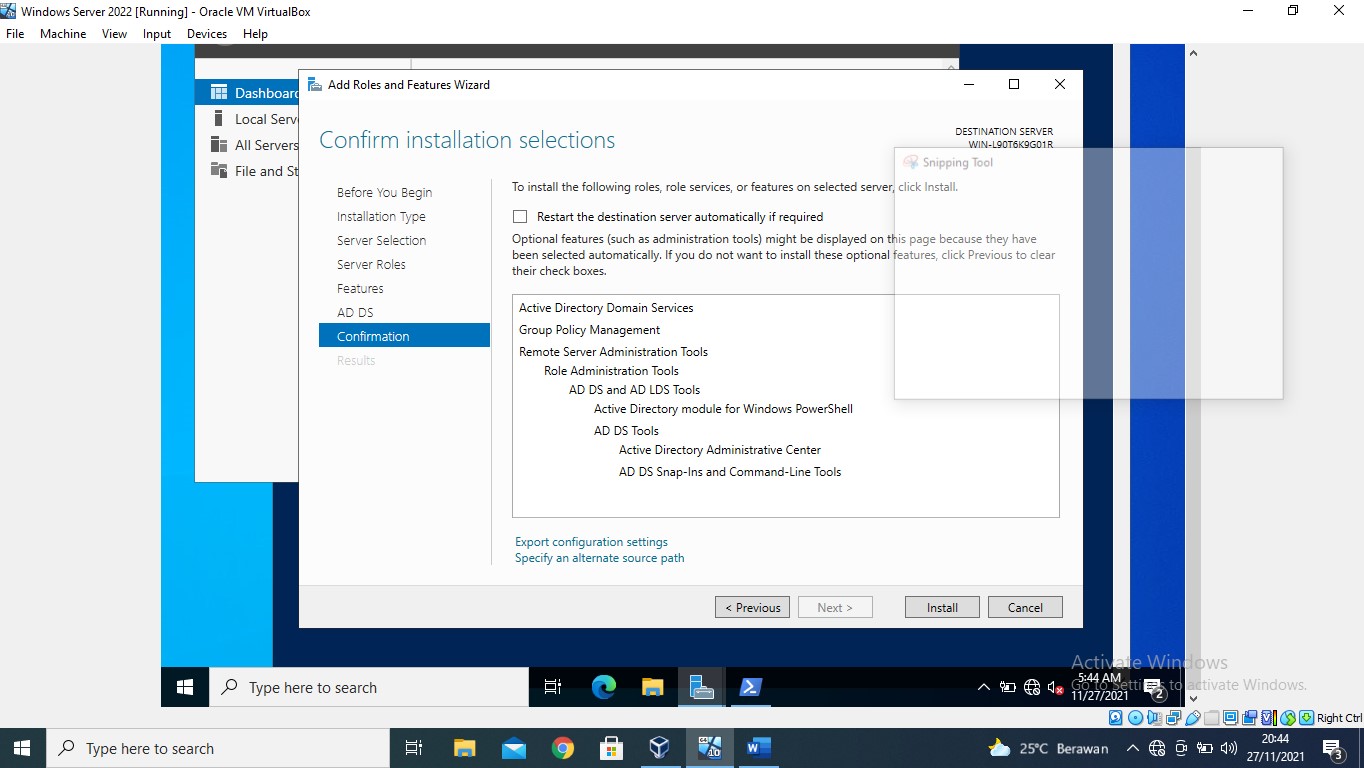 Windows Server 2022 [Running] - Oracle VM VirtualBox
File Machine View Input Devices Help
Add Roles and Features Wizard
Dashboard
Local Serv
All Servers
File and St
Confirm installation selections
DESTINATION SERVER
WIN-L90T6K9G01R
Snipping Tool
Before You Begin
Installation Type
Server Selection
Server Roles
Features
AD DS
Confirmation
Results
To install the following roles, role services, or features on selected server, click Install.
Restart the destination server automatically if required
Optional features (such as administration tools) might be displayed on this page because they have
been selected automatically. If you do not want to install these optional features, click Previous to clear
their check boxes.
Active Directory Domain Services
Group Policy Management
Remote Server Administration Tools
Role Administration Tools
AD DS and AD LDS Tools
Active Directory module for Windows PowerShell
AD DS Tools
Active Directory Administrative Center
AD DS Snap-Ins and Command-Line Tools
Export configuration settings
Specify an alternate source path
< Previous
Next >
Install
Cancel
Activate Windows
Go to Settings to activate Windows.
Type here to search
5:44 AM
11/27/2021
2
Right Ctrl
Type here to search
25°C Berawan
20:44
27/11/2021
3